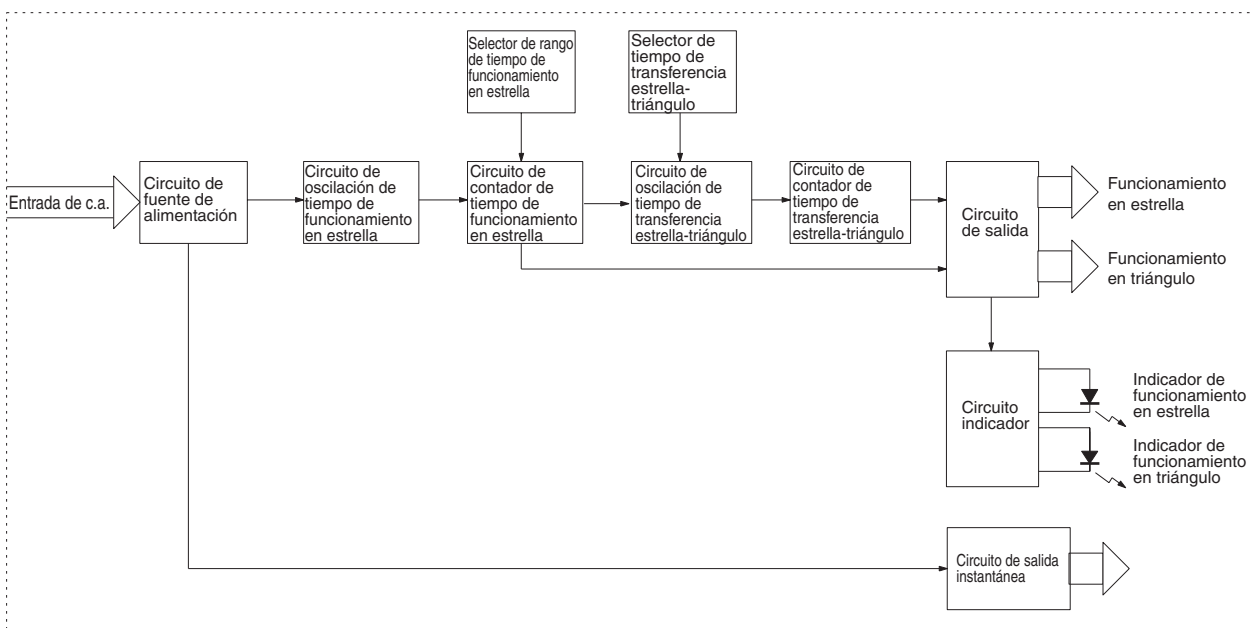 Selector de rango
de tiempo de
funcionamiento
en estrella
Selector de
tiempo de
transferencia
estrella-
triángulo
Entrada de c.a.
Circuito de
fuente de
alimentación
Circuito de
oscilación de
tiempo de
funcionamiento
en estrella
Circuito de
contador de
tiempo de
funcionamiento
en estrella
Circuito de
oscilación de
tiempo de
transferencia
estrella-triángulo
Circuito de
contador de
tiempo de
transferencia
estrella-triángulo
Circuito
de salida
Funcionamiento
en estrella
Funcionamiento
en triángulo
Circuito
indicador
Indicador de
funcionamiento
en estrella
Indicador de
funcionamiento
en triángulo
Circuito de salida
instantánea